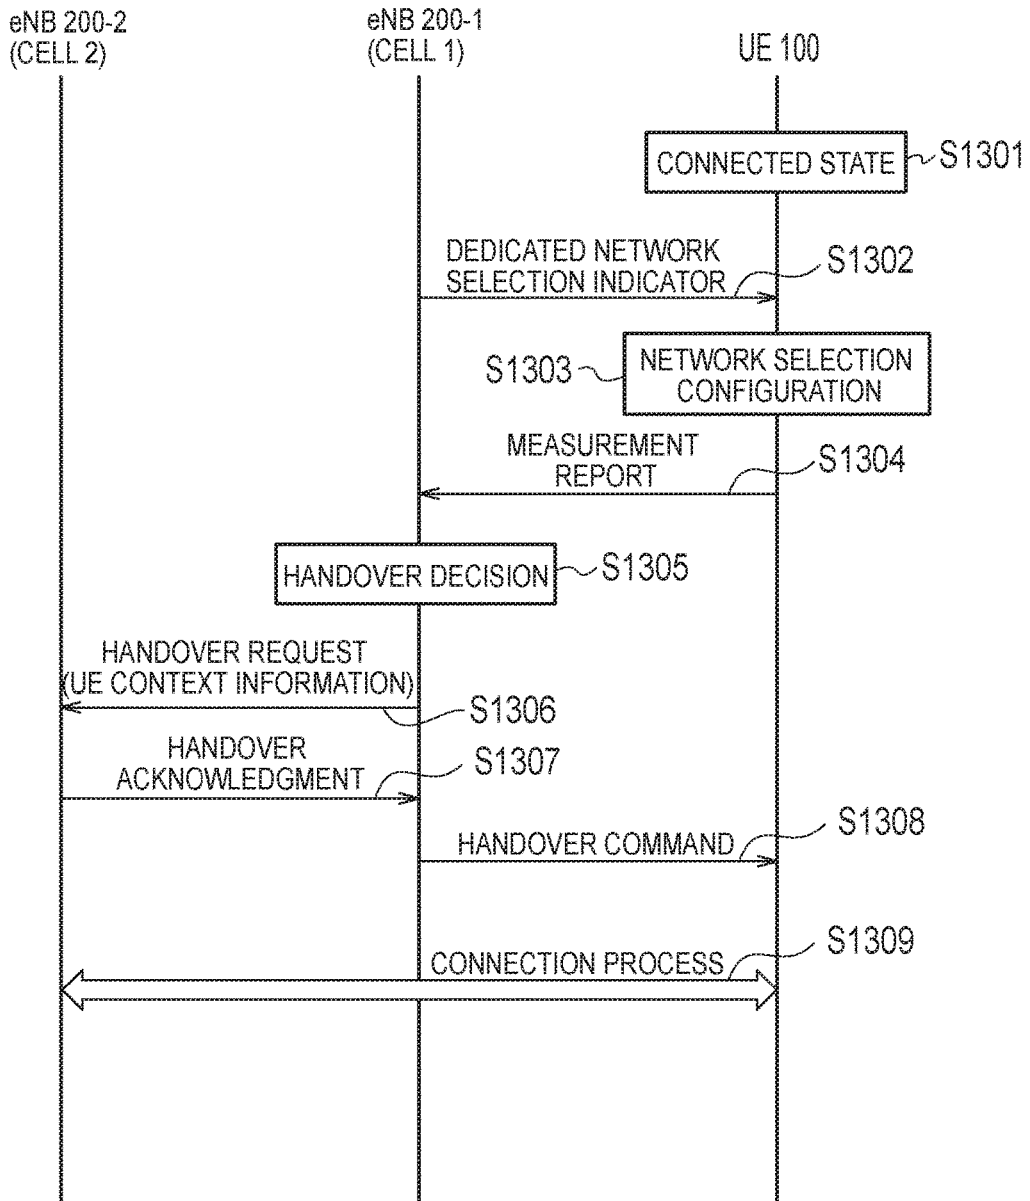 eNB 200-2
(CELL 2)
eNB 200-1
(CELL 1)
UE 100
CONNECTED STATE
S1301
DEDICATED NETWORK
SELECTION INDICATOR
S1302
S1303
NETWORK SELECTION
CONFIGURATION
MEASUREMENT
REPORT
S1304
HANDOVER DECISION
S1305
HANDOVER REQUEST
(UE CONTEXT INFORMATION)
S1306
HANDOVER
ACKNOWLEDGMENT
S1307
HANDOVER COMMAND
S1308
CONNECTION PROCESS
S1309